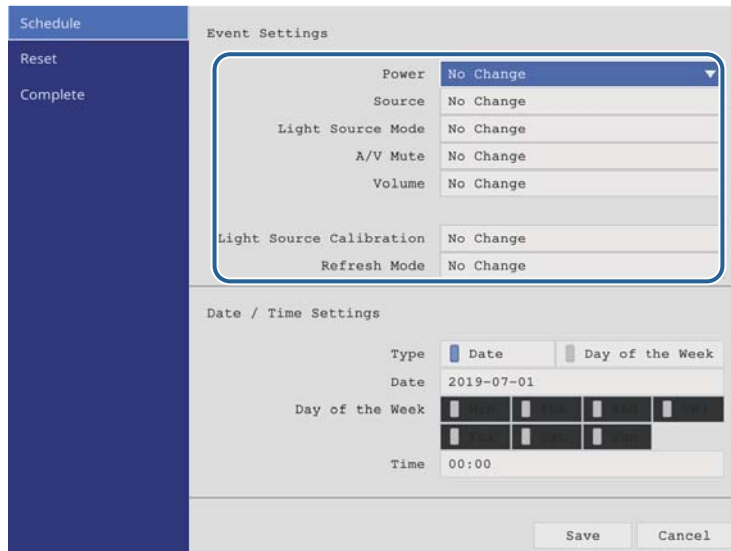 Schedule
Reset
Complete
Event Settings
Power No Change
Source No Change
Light Source Mode No Change
A/V Mute No Change
Volume No Change
Light Source Calibration No Change
Refresh Mode No Change
Date / Time Settings
Type Date Day of the Week
Date 2019-07-01
Day of the Week
Time 00:00
Save Cancel